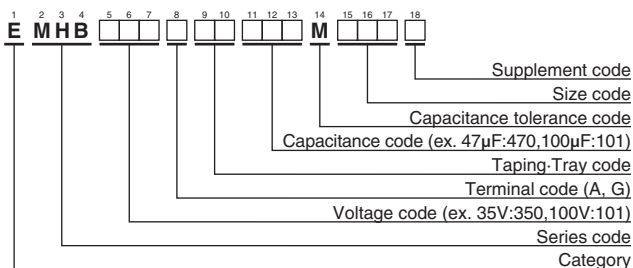 1 2 3 4 5 6 7 8 9 10 11 12 13 14 15 16 17 18
E MHB M
Supplement code
Size code
Capacitance tolerance code
Capacitance code (ex. 47µF:470,100µF:101)
Taping·Tray code
Terminal code (A, G)
Voltage code (ex. 35V:350,100V:101)
Series code
Category